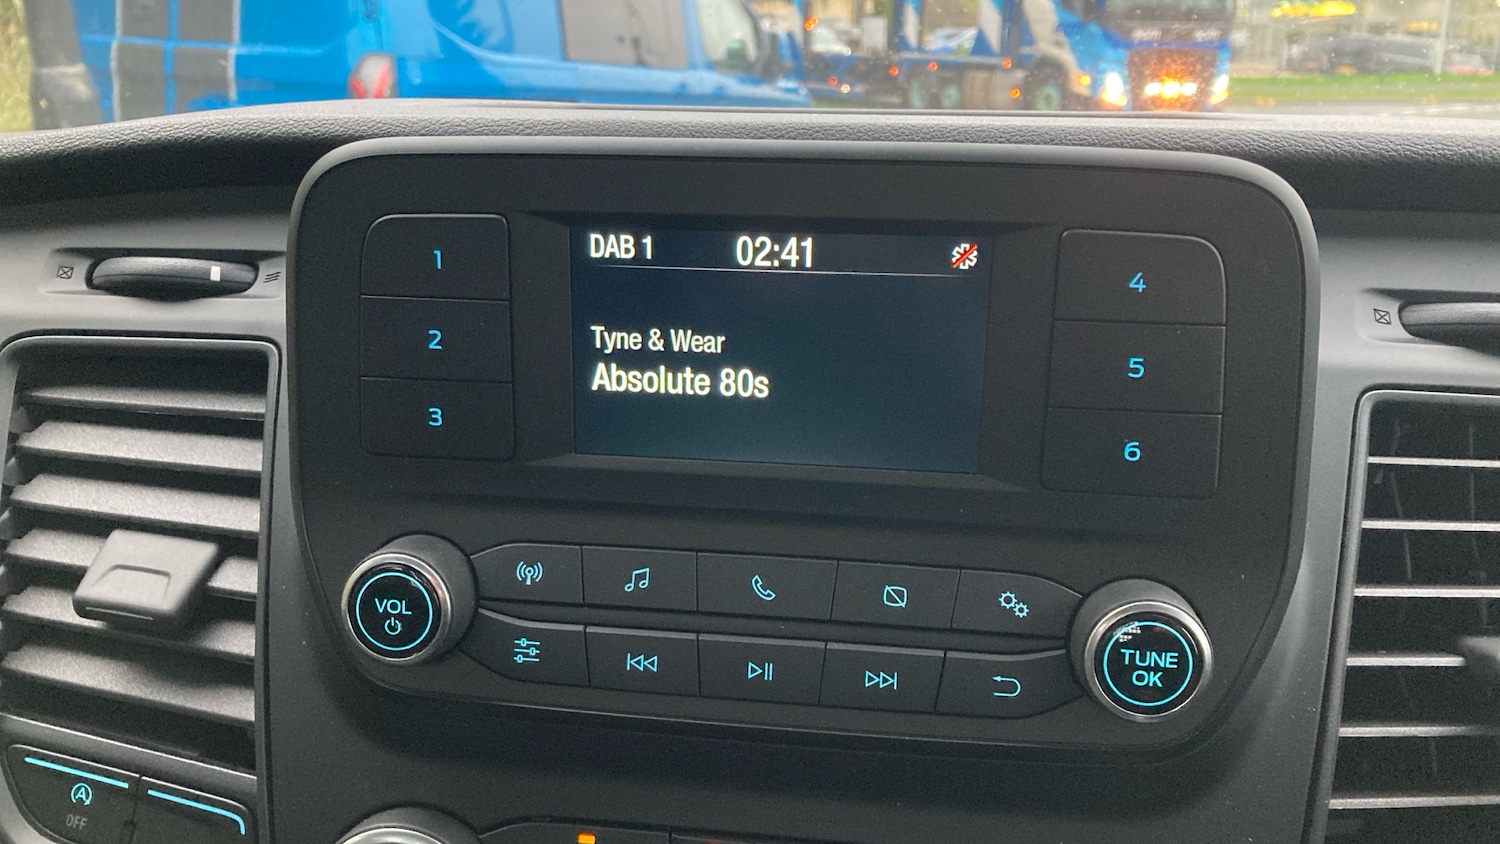 DAB 1 02:41
Tyne & Wear
Absolute 80s
1
2
3
4
5
6
VOL
TUNE
OK
A
OFF